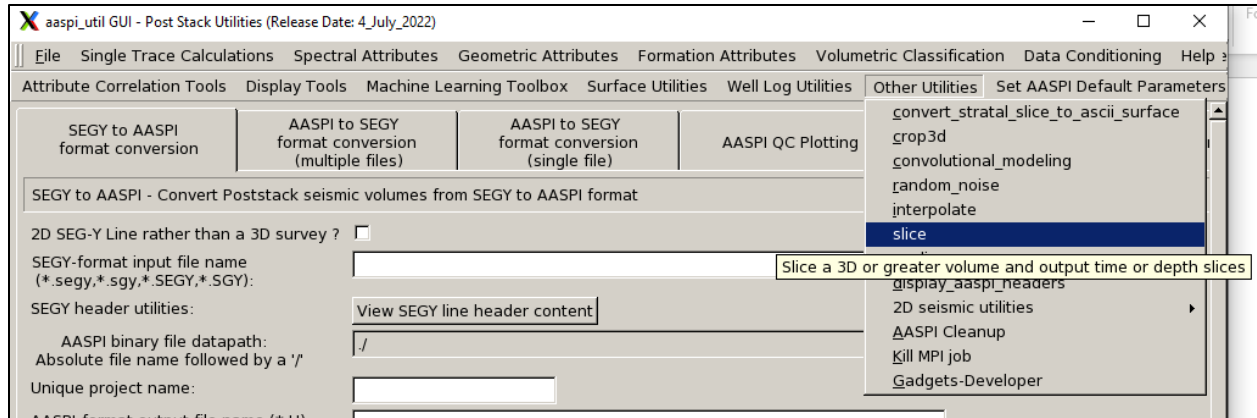 aaspi_util GUI - Post Stack Utilities (Release Date: 4_July_2022)
File Single Trace Calculations Spectral Attributes Geometric Attributes Formation Attributes Volumetric Classification Data Conditioning Help
Attribute Correlation Tools Display Tools Machine Learning Toolbox Surface Utilities Well Log Utilities Other Utilities Set AASPI Default Parameters
SEGY to AASPI
format conversion
AASPI to SEGY
format conversion
(multiple files)
AASPI to SEGY
format conversion
(single file)
AASPI QC Plotting
convert_stratal_slice_to_ascii_surface
crop3d
convolutional_modeling
random_noise
interpolate
slice
Slice a 3D or greater volume and output time or depth slices
display_aaspi_headers
2D seismic utilities
AASPI Cleanup
Kill MPI job
Gadgets-Developer
SEGY to AASPI - Convert Poststack seismic volumes from SEGY to AASPI format
2D SEG-Y Line rather than a 3D survey ?
SEGY-format input file name
(*.segy,*.sgy,*.SEGY,*.SGY):
SEGY header utilities:
View SEGY line header content
AASPI binary file datapath:
Absolute file name followed by a '/'
./
Unique project name: